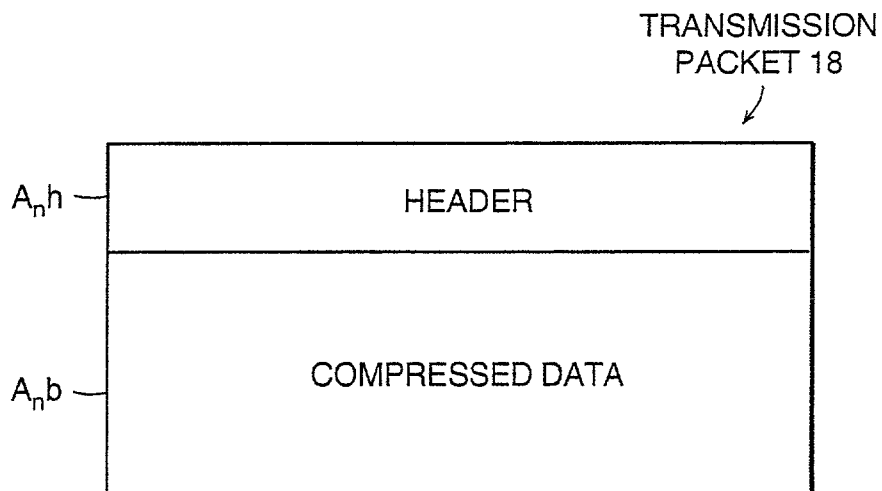 TRANSMISSION
PACKET 18
Aₙh
HEADER
COMPRESSED DATA
Aₙb